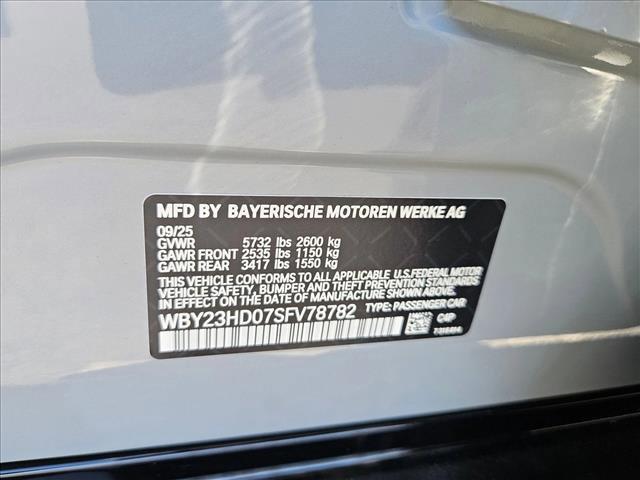 MFD BY BAYERISCHE MOTOREN WERKE AG
09/25
GVWR 5732 lbs 2600 kg
GAWR FRONT 2535 lbs 1150 kg
GAWR REAR 3417 lbs 1550 kg
THIS VEHICLE CONFORMS TO ALL APPLICABLE U.S. FEDERAL MOTOR
VEHICLE SAFETY, BUMPER AND THEFT PREVENTION STANDARDS
IN EFFECT ON THE DATE OF MANUFACTURE SHOWN ABOVE.
WBY23HD07SFV78782 TYPE: PASSENGER CAR
C4P